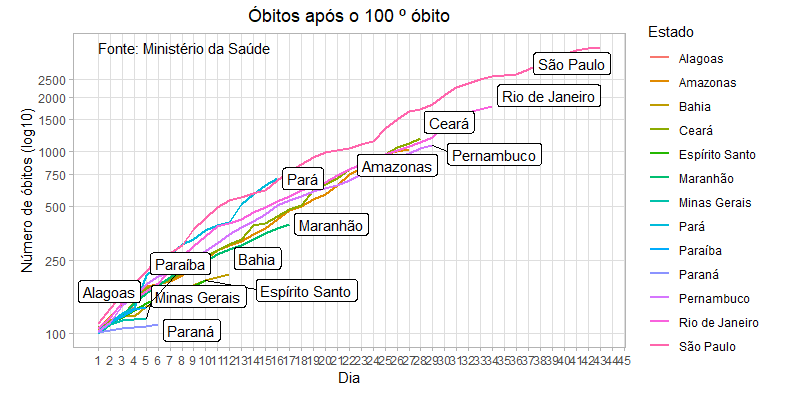 Óbitos após o 100 º óbito
Fonte: Ministério da Saúde
Número de óbitos (log10)
2500
2000
1500
1000
750
500
250
100
São Paulo
Rio de Janeiro
Ceará
Pernambuco
Amazonas
Pará
Maranhão
Bahia
Paraíba
Espírito Santo
Alagoas
Minas Gerais
Paraná
1 2 3 4 5 6 7 8 9 10 11 12 13 14 15 16 17 18 19 20 21 22 23 24 25 26 27 28 29 30 31 32 33 34 35 36 37 38 39 40 41 42 43 44 45
Dia
Estado
Alagoas
Amazonas
Bahia
Ceará
Espírito Santo
Maranhão
Minas Gerais
Pará
Paraíba
Paraná
Pernambuco
Rio de Janeiro
São Paulo